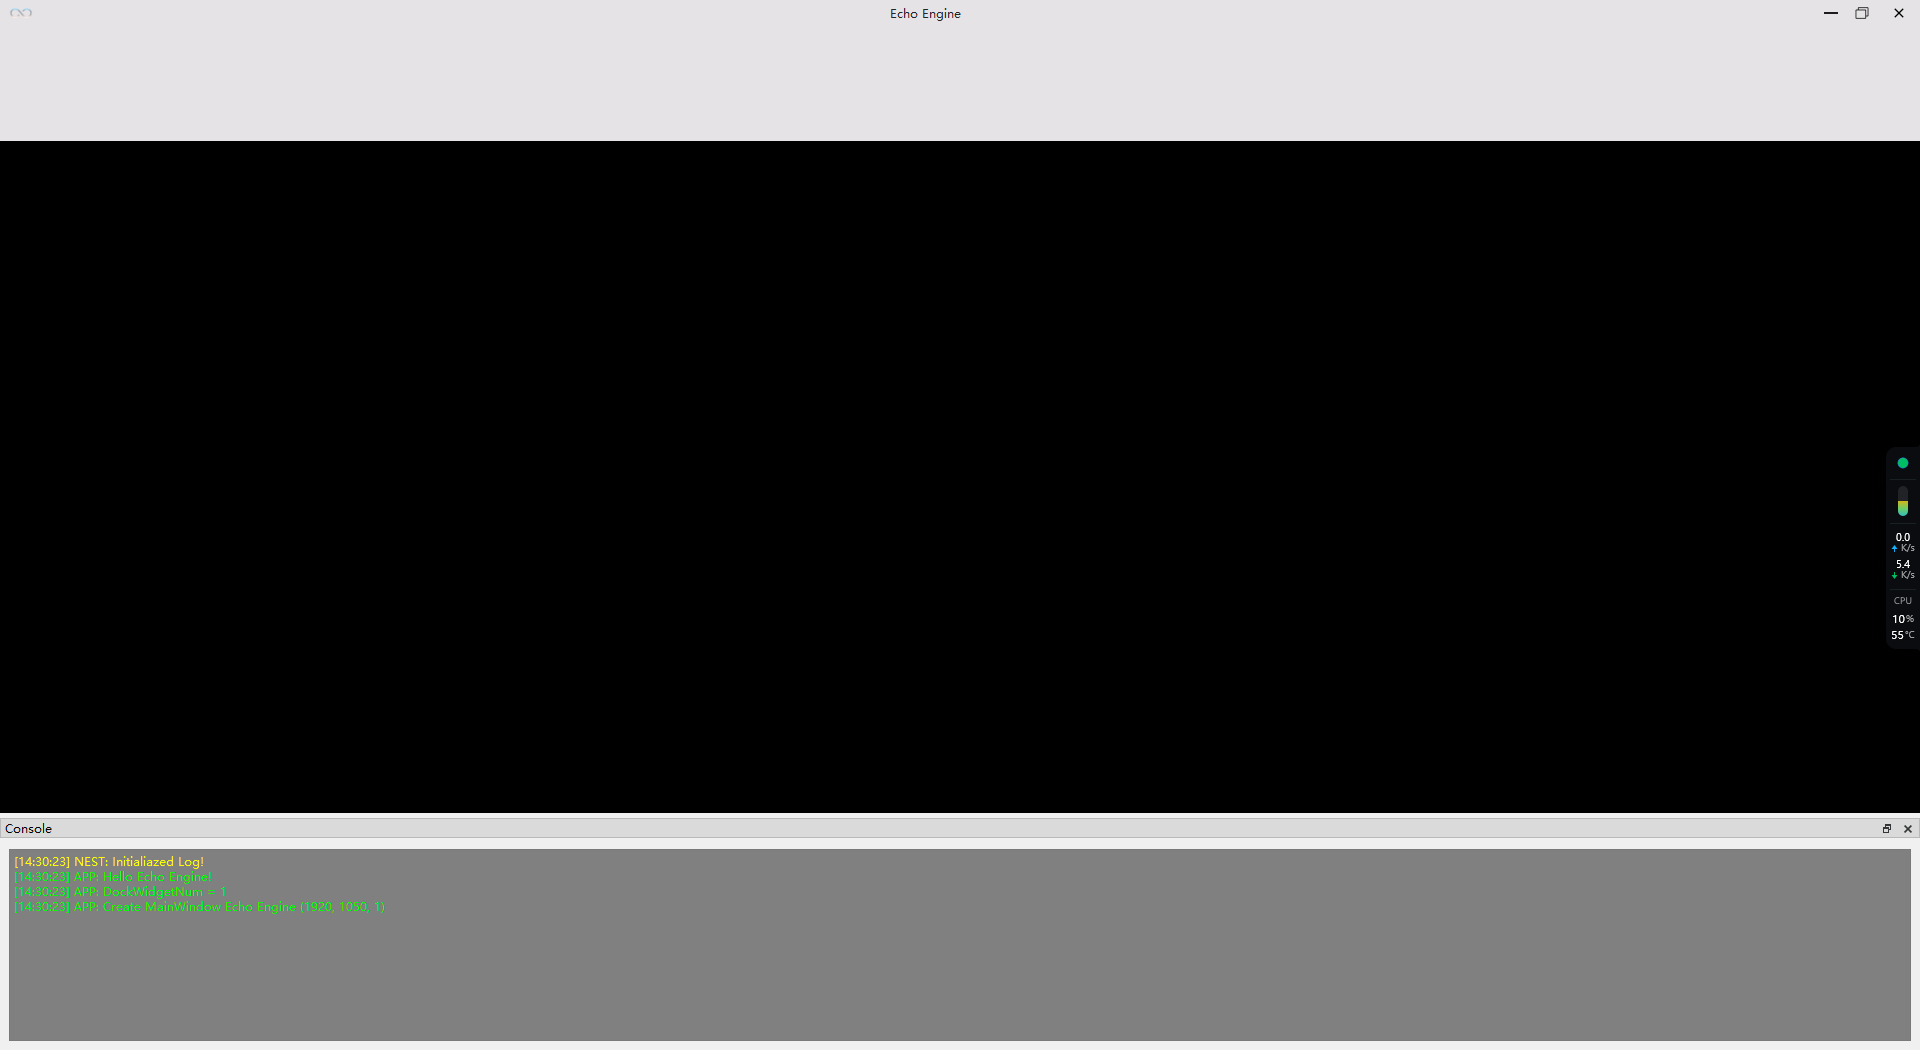 Echo Engine
0.0
K/s
5.4
K/s
CPU
10%
55°C
Console
[14:30:23] NEST: Initialiazed Log!
[14:30:23] APP: Hello Echo Engine!
[14:30:23] APP: DockWidgetNum = 1
[14:30:23] APP: Create MainWindow Echo Engine (1920, 1050, 1)